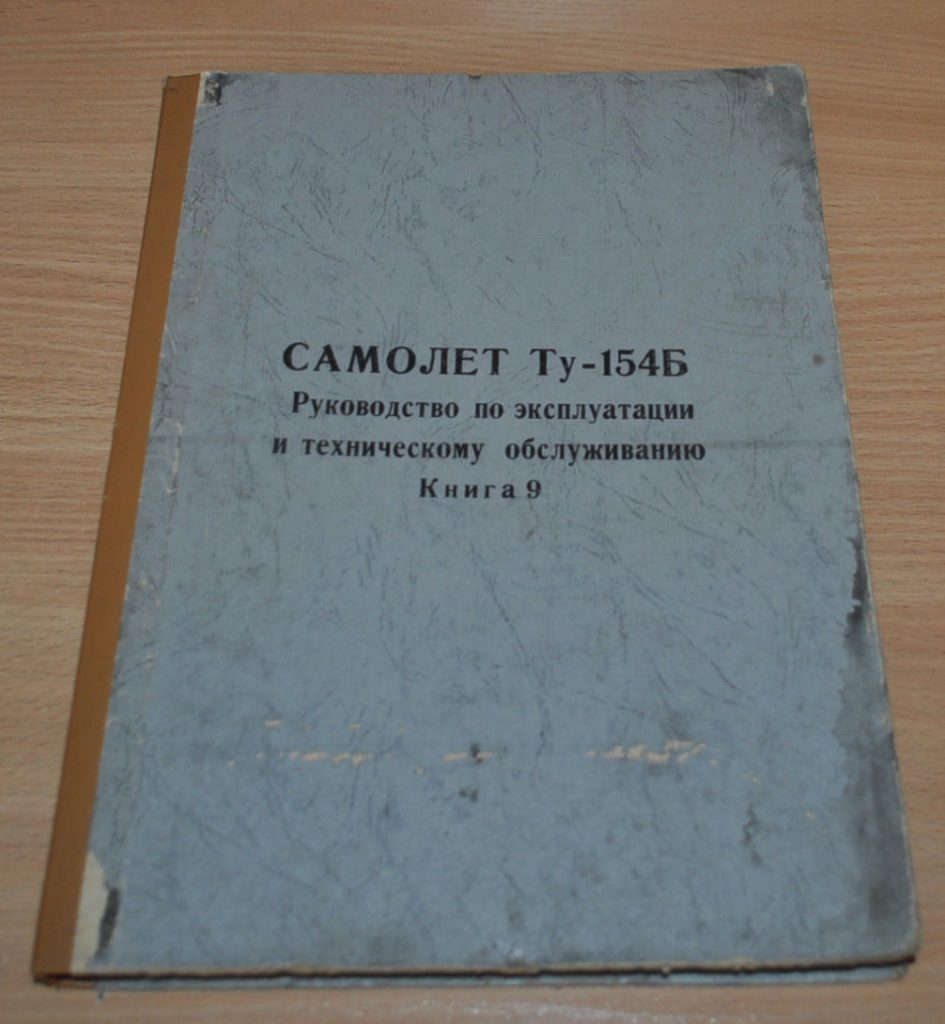 САМОЛЕТ Ту-154Б
Руководство по эксплуатации
и техническому обслуживанию
Книга 9